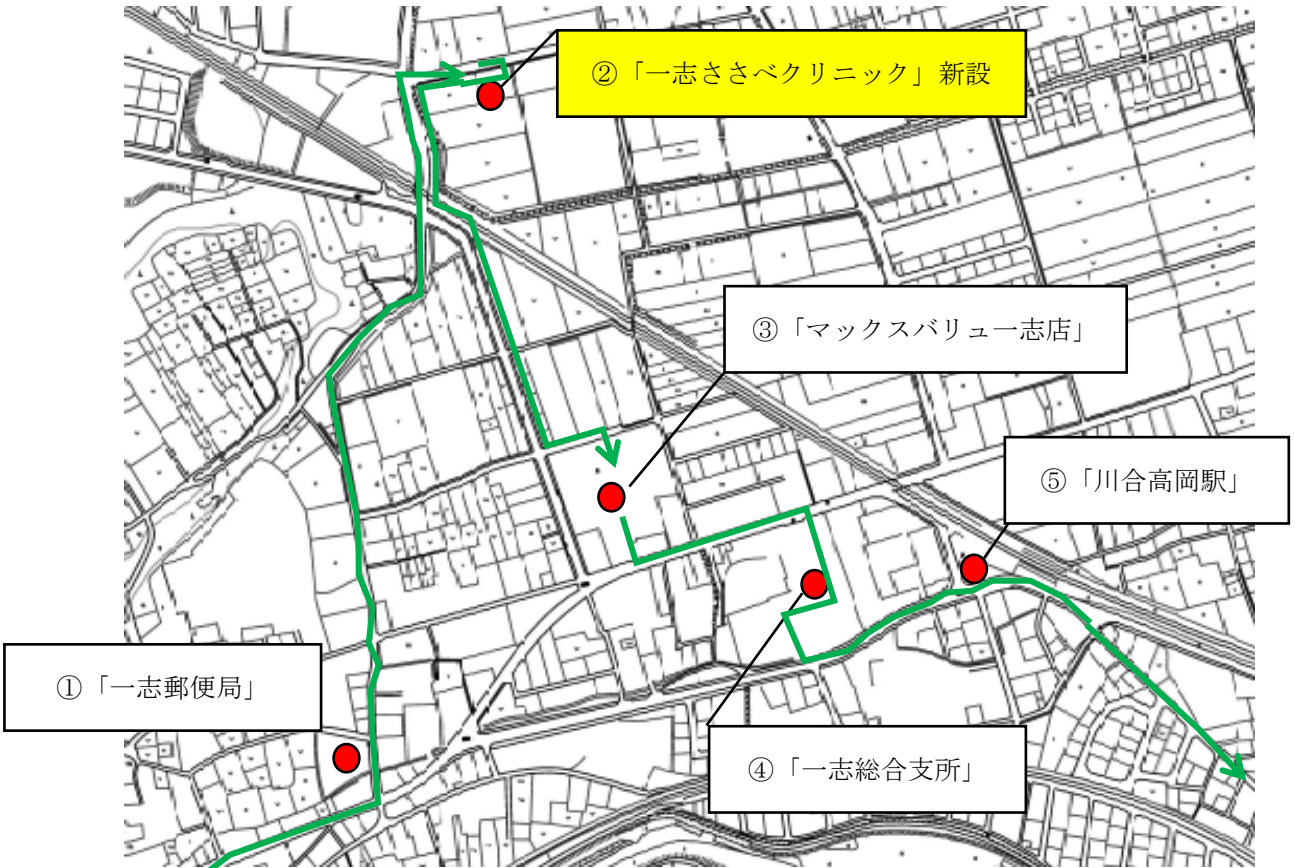 ②「一志ささべクリニック」新設
③「マックスバリュ一志店」
⑤「川合高岡駅」
①「一志郵便局」
④「一志総合支所」